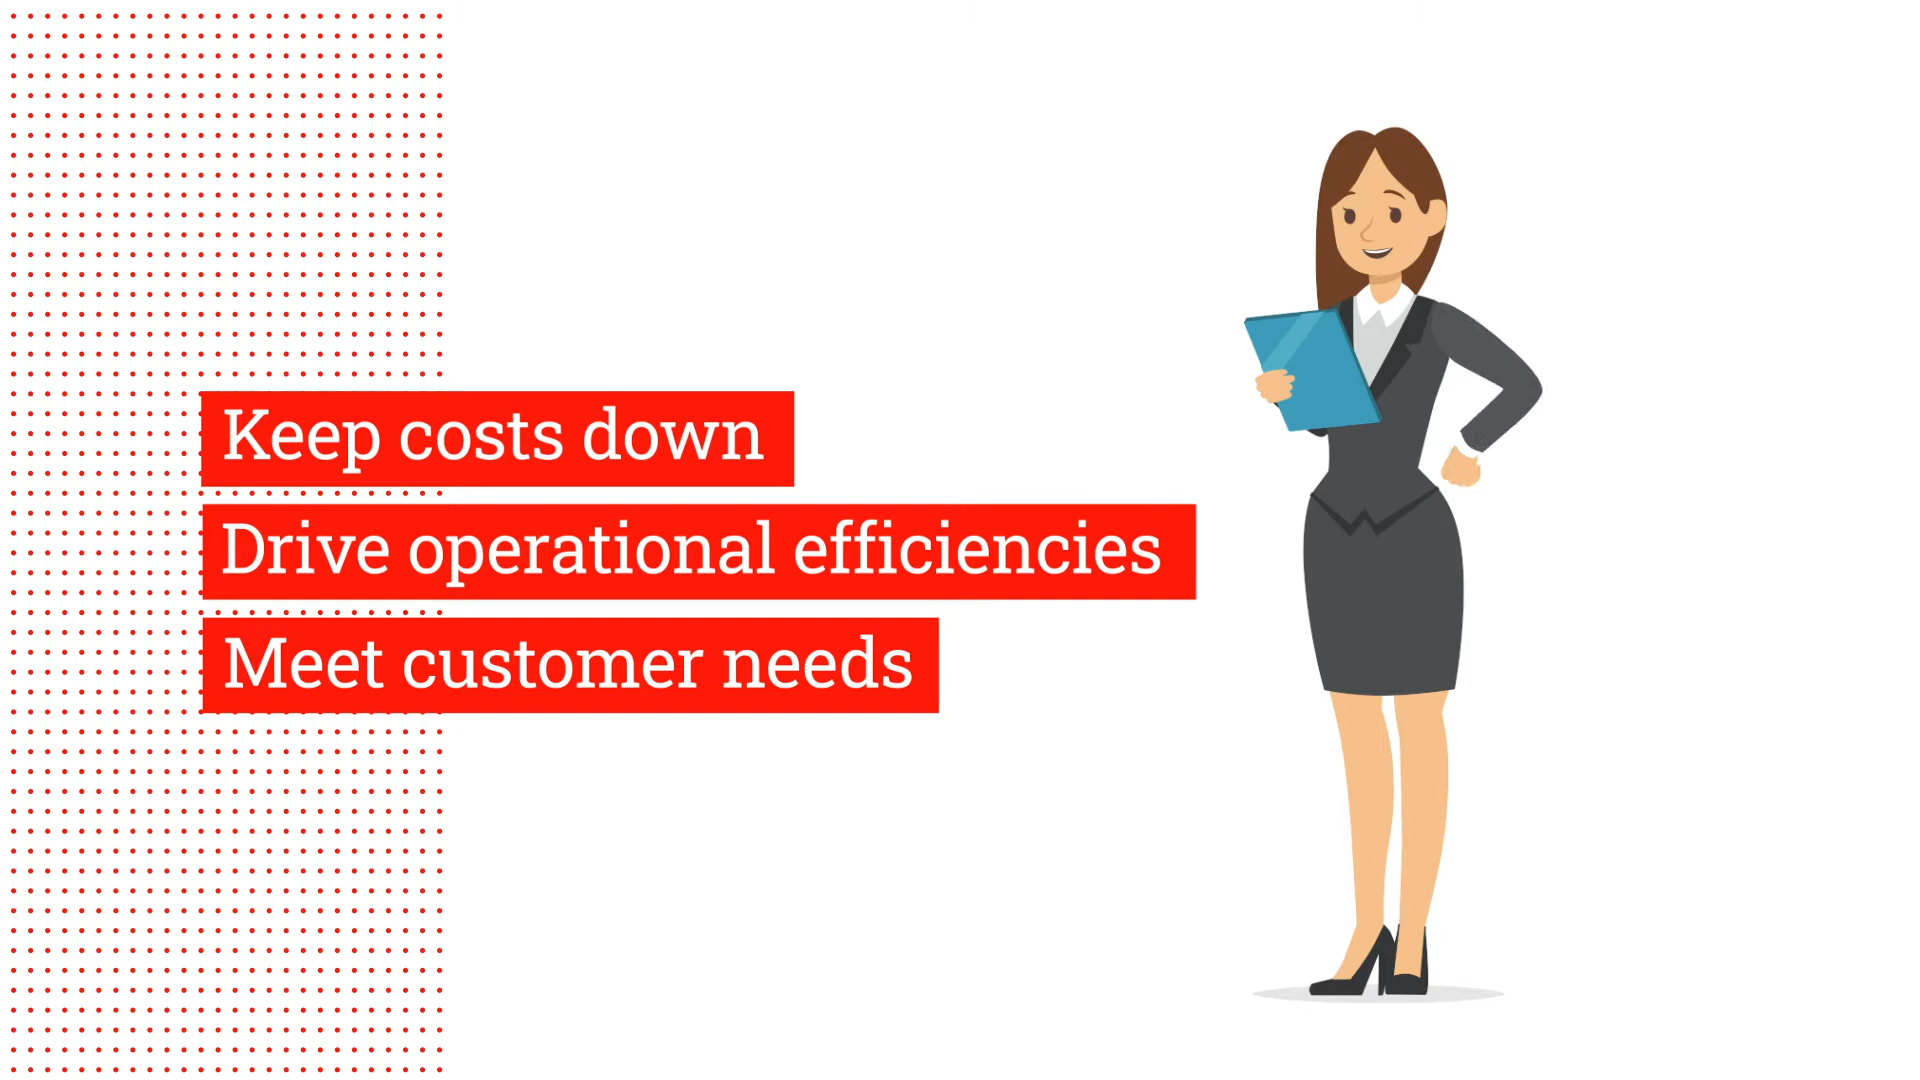 Keep costs down
Drive operational efficiencies
Meet customer needs